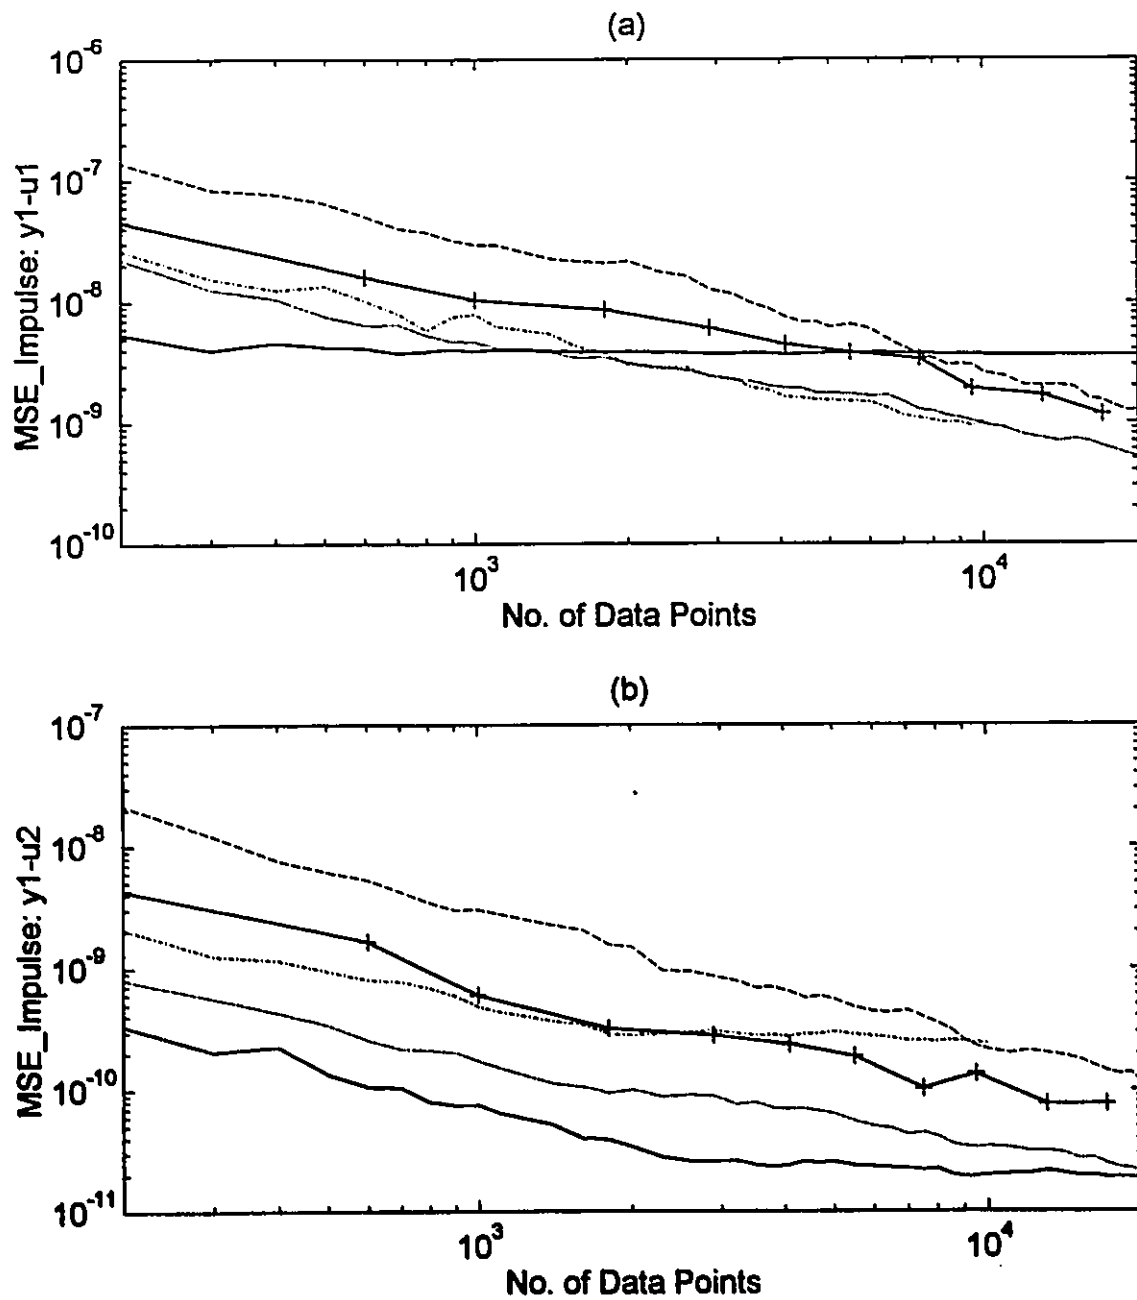 (a)
MSE_Impulse: y1-u1
10^-6
10^-7
10^-8
10^-9
10^-10
10^3
10^4
No. of Data Points
(b)
MSE_Impulse: y1-u2
10^-7
10^-8
10^-9
10^-10
10^-11
10^3
10^4
No. of Data Points